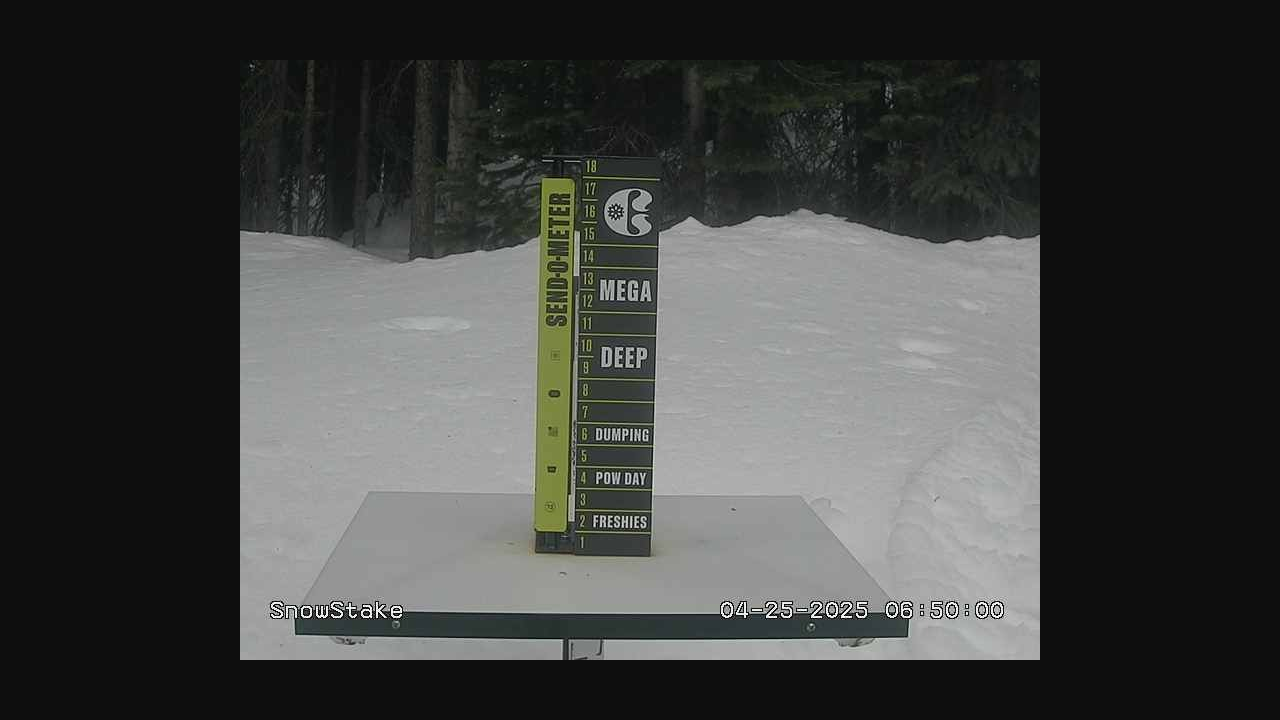 SEND-O-METER
18
17
16
15
14
13
MEGA
12
11
10
DEEP
9
8
7
6 DUMPING
5
4 POW DAY
3
2 FRESHIES
1
SnowStake
04-25-2025 06:50:00